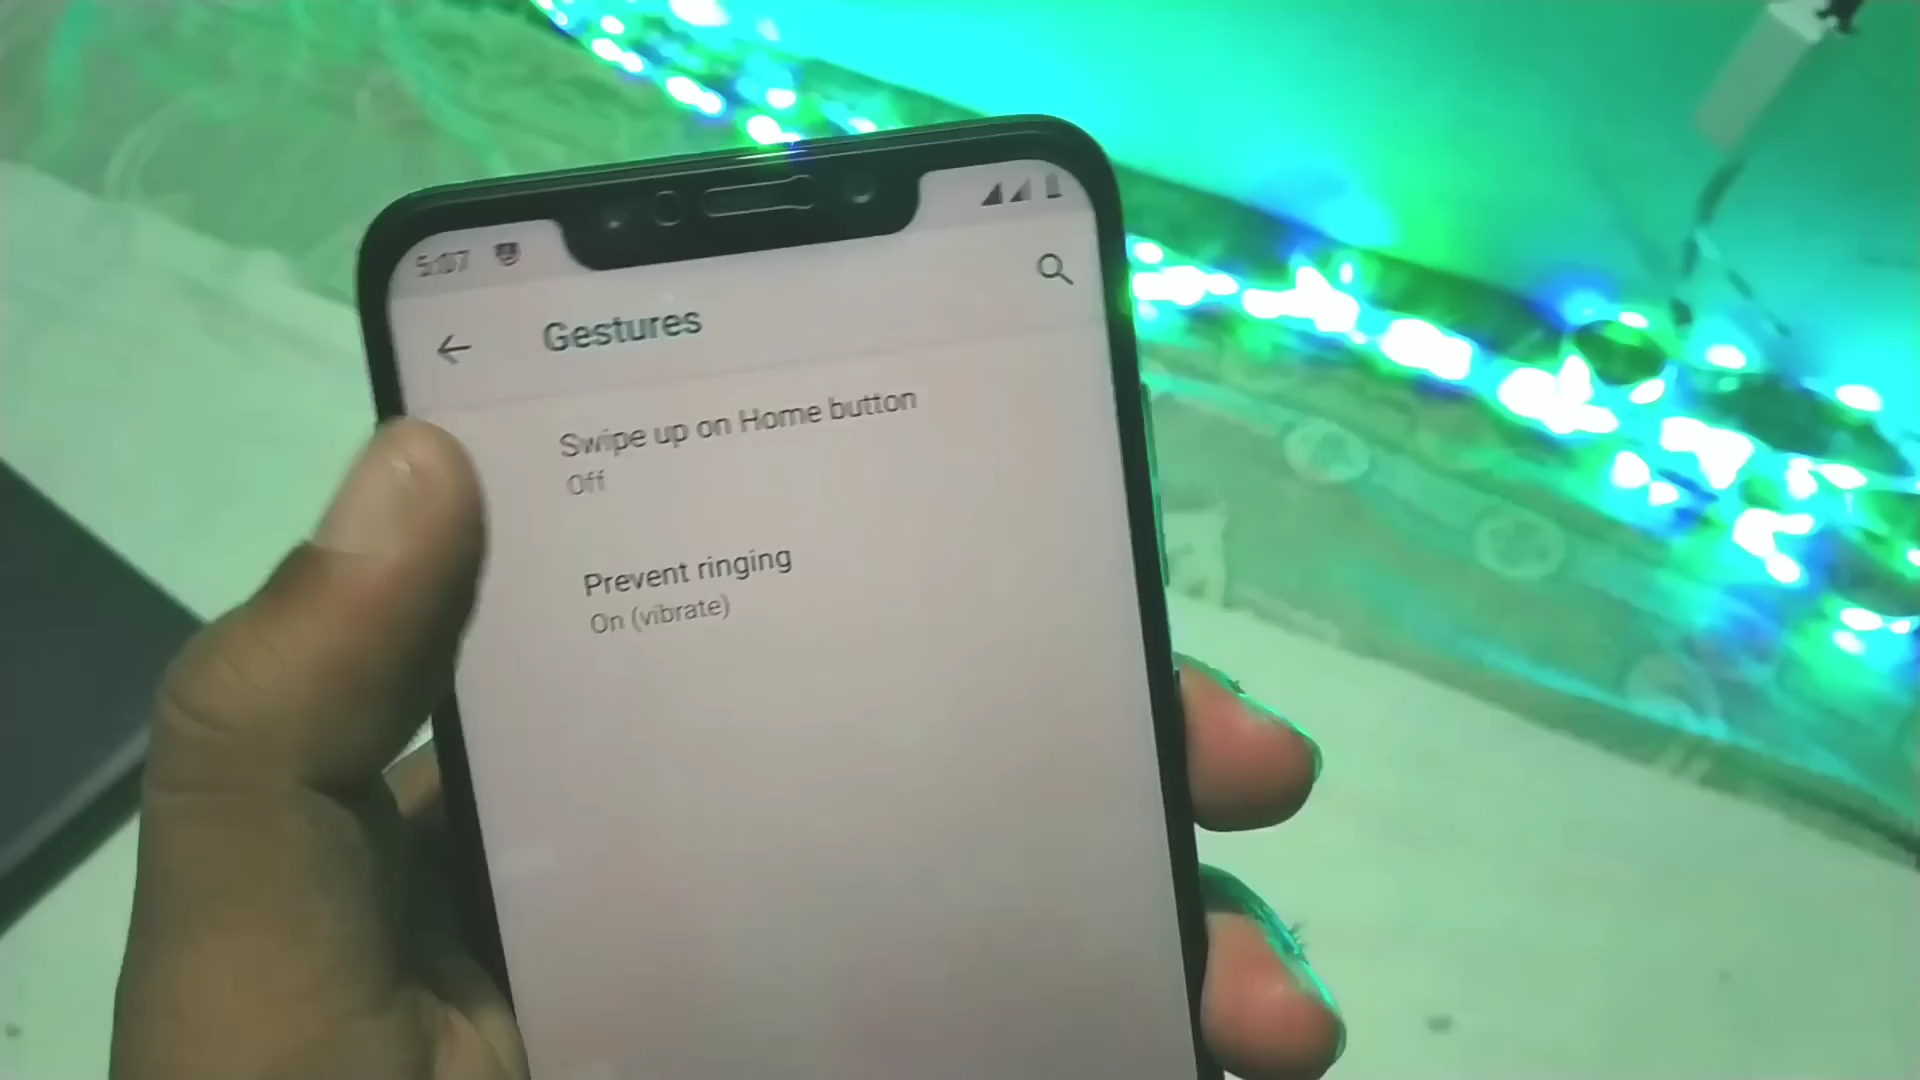 5:07
Gestures
Swipe up on Home button
Off
Prevent ringing
On (vibrate)